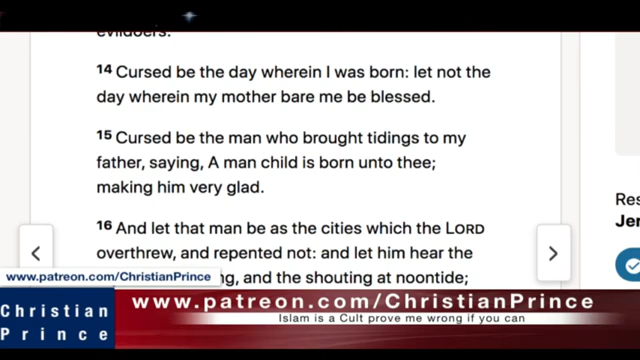 evildoers.
14 Cursed be the day wherein I was born: let not the
day wherein my mother bare me be blessed.
15 Cursed be the man who brought tidings to my
father, saying, A man child is born unto thee;
making him very glad.
16 And let that man be as the cities which the LORD
overthrew, and repented not: and let him hear the
and the shouting at noontide;
Res
Jer
www.patreon.com/ChristianPrince
www.patreon.com/ChristianPrince
Islam is a Cult prove me wrong if you can
Christian
Prince